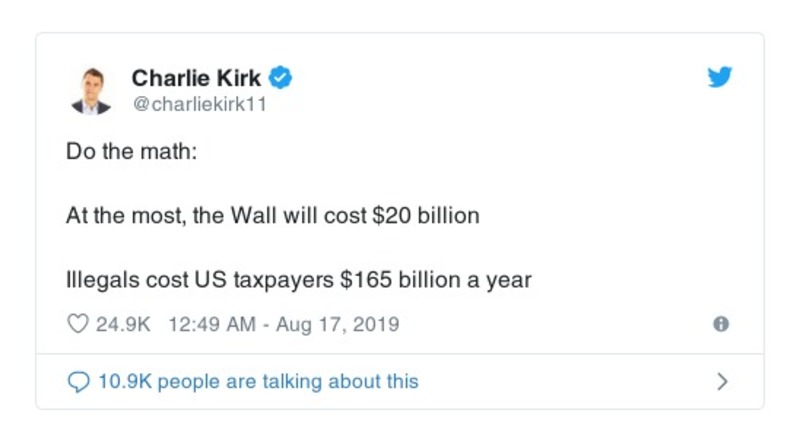 Charlie Kirk
@charliekirk11
Do the math:
At the most, the Wall will cost $20 billion
Illegals cost US taxpayers $165 billion a year
24.9K 12:49 AM - Aug 17, 2019
10.9K people are talking about this